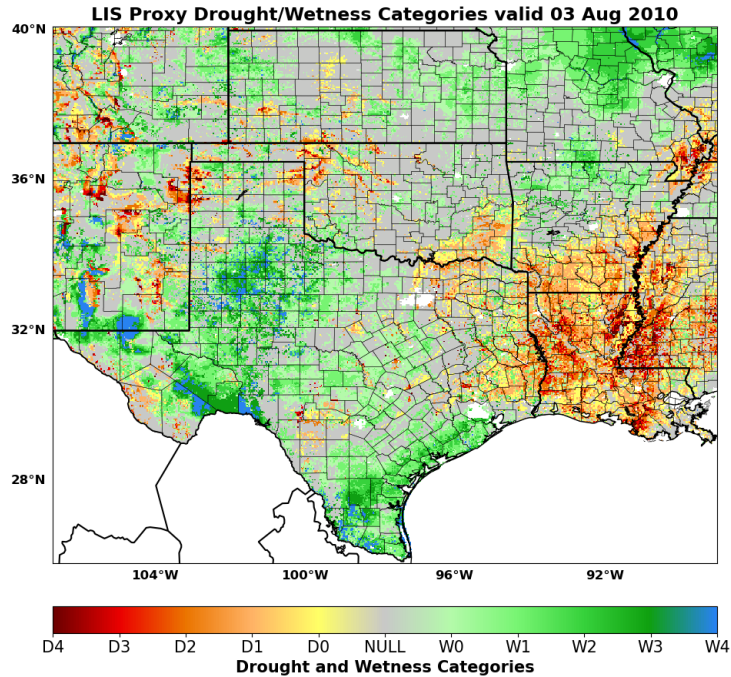 LIS Proxy Drought/Wetness Categories valid 03 Aug 2010
40°N
36°N
32°N
28°N
104°W 100°W 96°W 92°W
D4 D3 D2 D1 D0 NULL W0 W1 W2 W3 W4
Drought and Wetness Categories